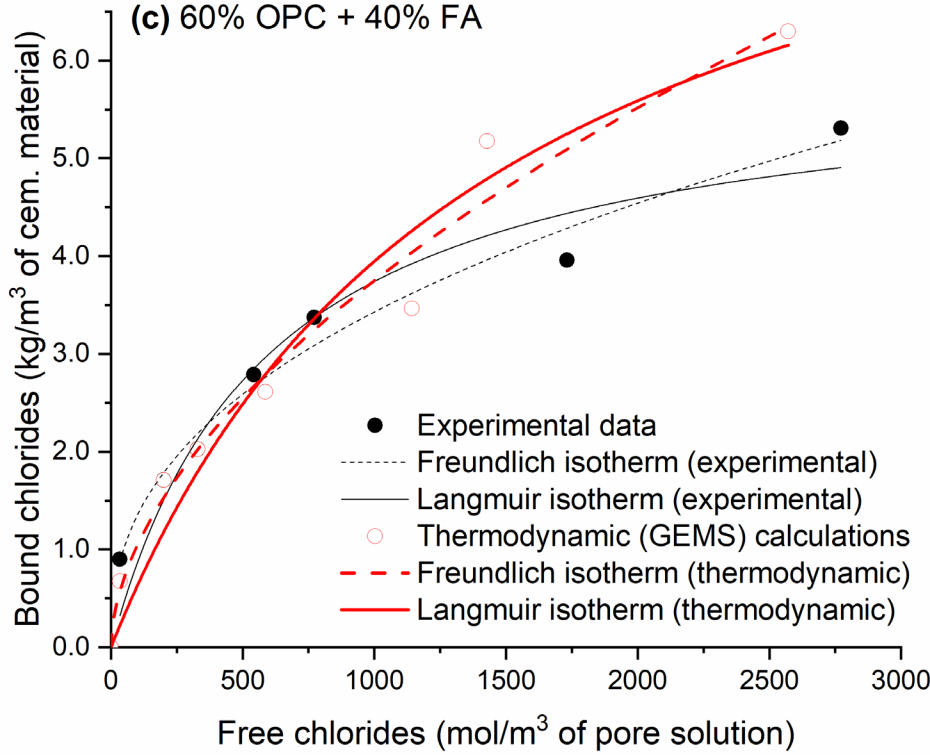 (c) 60% OPC + 40% FA
Bound chlorides (kg/m³ of cem. material)
6.0
5.0
4.0
3.0
2.0
1.0
0.0
Experimental data
Freundlich isotherm (experimental)
Langmuir isotherm (experimental)
Thermodynamic (GEMS) calculations
Freundlich isotherm (thermodynamic)
Langmuir isotherm (thermodynamic)
0 500 1000 1500 2000 2500 3000
Free chlorides (mol/m³ of pore solution)